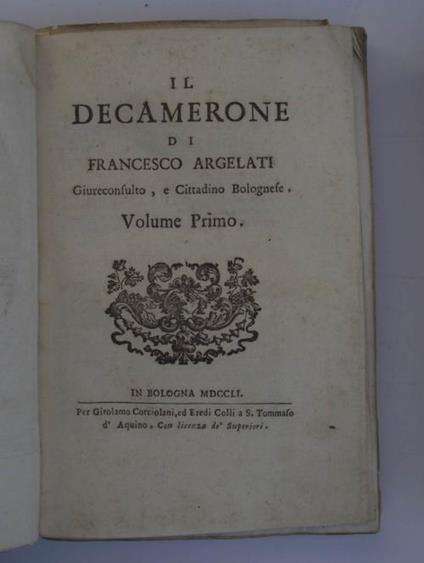 IL
DECAMERONE
DI
FRANCESCO ARGELATI
Giureconſulto, e Cittadino Bologneſe.
Volume Primo.
IN BOLOGNA MDCCLI.
Per Girolamo Corciolani, ed Eredi Colli a S. Tommaſo
d' Aquino. Con licenza de' Superiori.